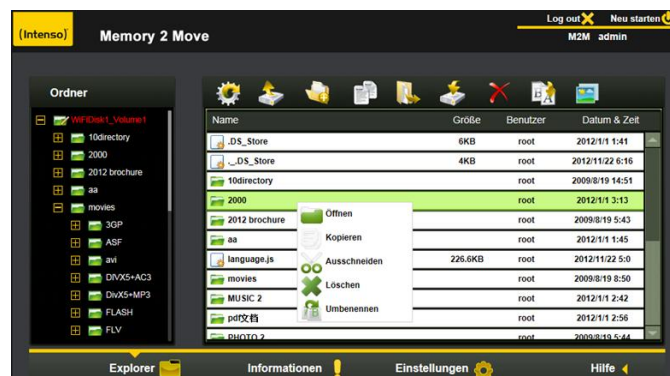 Log out Neu starten
(Intenso)
Memory 2 Move
M2M admin
Ordner
WiFiDisk1_Volume1
10directory
2000
2012 brochure
aa
movies
3GP
ASF
avi
DIVX5+AC3
DivX5+MP3
FLASH
FLV
Name Größe Benutzer Datum & Zeit
.DS_Store 6KB root 2012/1/1 1:41
._.DS_Store 4KB root 2012/11/22 6:16
10directory root 2009/8/19 14:51
2000 root 2012/1/1 3:13
2012 brochure root 2009/8/19 5:43
aa root 2012/1/1 1:45
language.js 226.6KB root 2012/11/22 5:0
movies root 2009/8/19 8:50
MUSIC 2 root 2012/1/1 2:42
pdf文档 root 2012/1/1 2:56
PHOTO 2 root 2009/8/19 5:44
Öffnen
Kopieren
Ausschneiden
Löschen
Umbenennen
Explorer Informationen Einstellungen Hilfe